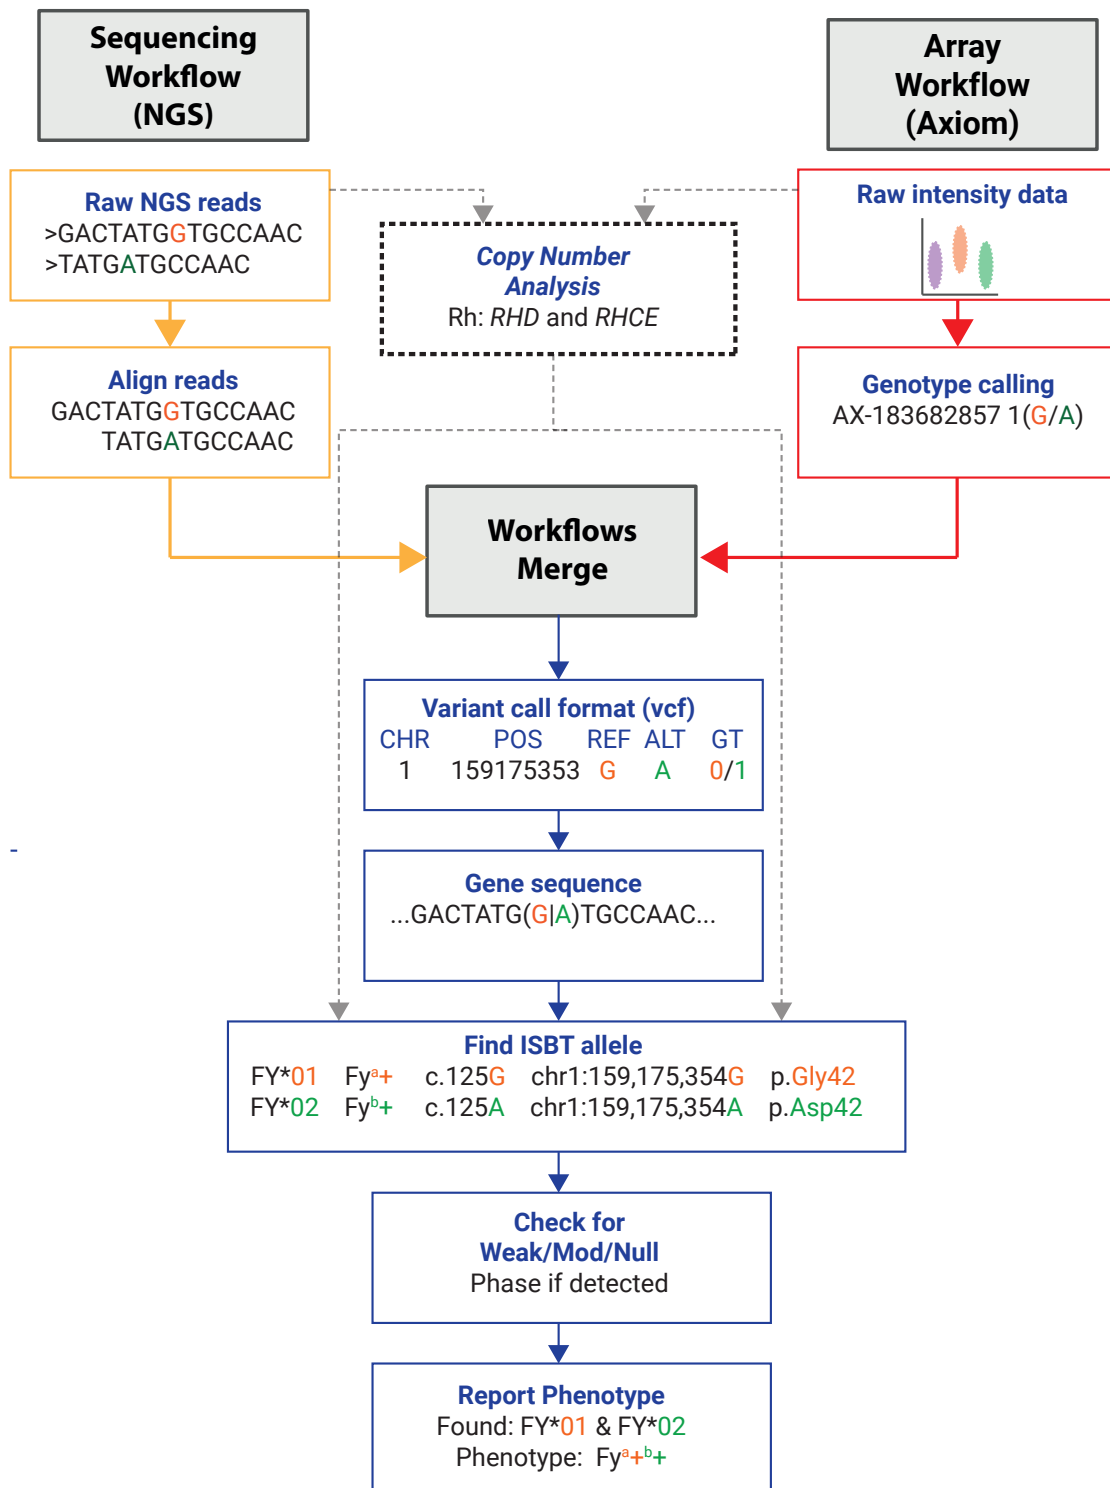 Sequencing
Workflow
(NGS)
Array
Workflow
(Axiom)
Raw NGS reads
>GACTATGGTGCCAAC
>TATGATGCCAAC
Copy Number
Analysis
Rh: RHD and RHCE
Raw intensity data
Align reads
GACTATGGTGCCAAC
TATGATGCCAAC
Genotype calling
AX-183682857 1(G/A)
Workflows
Merge
Variant call format (vcf)
CHR POS REF ALT GT
1 159175353 G A 0/1
-
Gene sequence
...GACTATG(G|A)TGCCAAC...
Find ISBT allele
FY*01 Fyᵃ+ c.125G chr1:159,175,354G p.Gly42
FY*02 Fyᵇ+ c.125A chr1:159,175,354A p.Asp42
Check for
Weak/Mod/Null
Phase if detected
Report Phenotype
Found: FY*01 & FY*02
Phenotype: Fyᵃ+ᵇ+